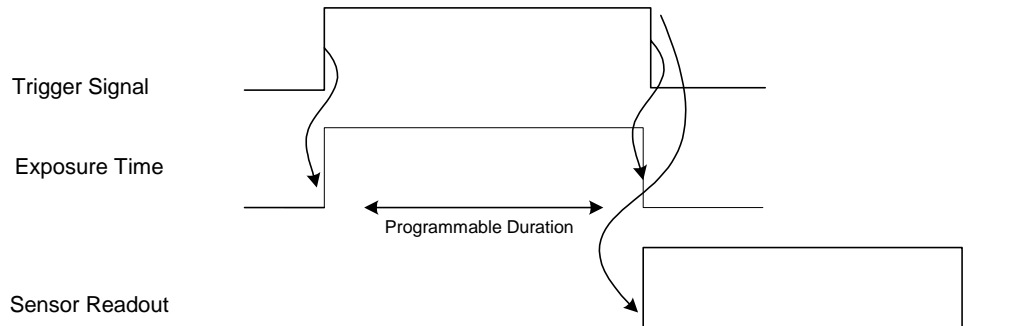 Trigger Signal
Exposure Time
Programmable Duration
Sensor Readout